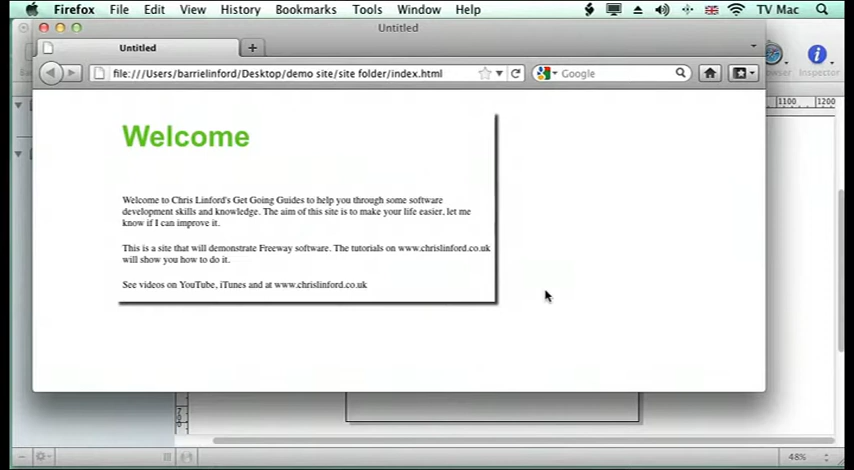 Firefox File Edit View History Bookmarks Tools Window Help TV Mac
Untitled
Untitled
file:///Users/barrielinford/Desktop/demo site/site folder/index.html Google
Inspector
1100 1200
Welcome
Welcome to Chris Linford's Get Going Guides to help you through some software
development skills and knowledge. The aim of this site is to make your life easier, let me
know if I can improve it.
This is a site that will demonstrate Freeway software. The tutorials on www.chrislinford.co.uk
will show you how to do it.
See videos on YouTube, iTunes and at www.chrislinford.co.uk
48%